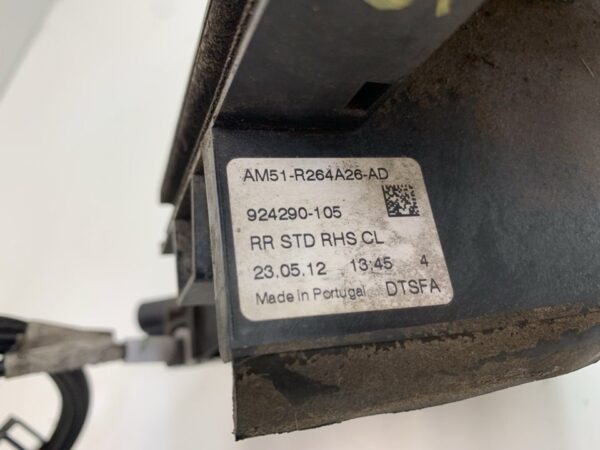 AM51-R264A26-AD
924290-105
RR STD RHS CL
23.05.12 13:45 4
Made in Portugal DTSFA